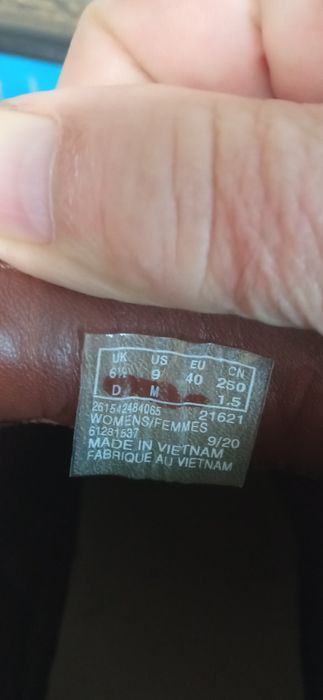 UK US EU CN
6½ 9 40 250
D M 1.5
261542484065 21621
WOMENS/FEMMES
61281537 9/20
MADE IN VIETNAM
FABRIQUE AU VIETNAM